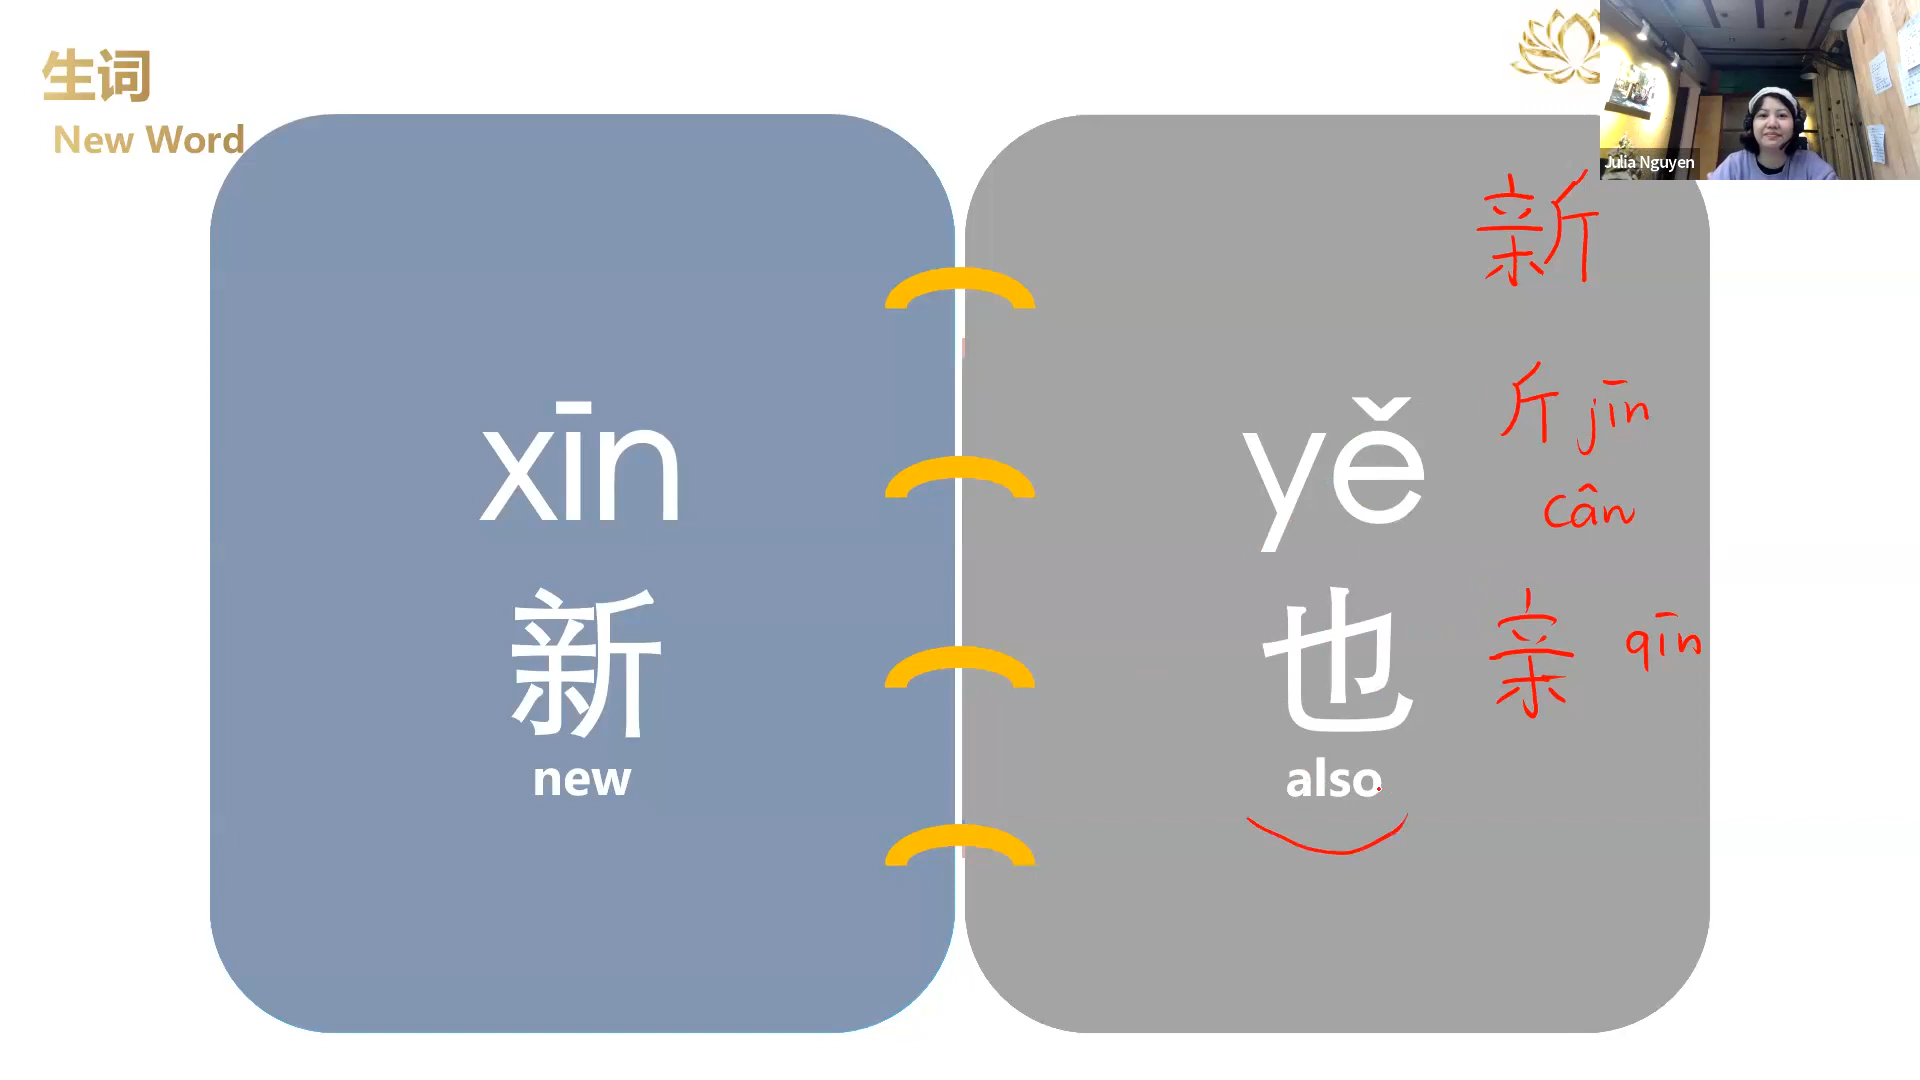 生词
New Word
Julia Nguyen
xīn
新
new
yě
也
also
新
斤 jīn
cân
亲 qīn